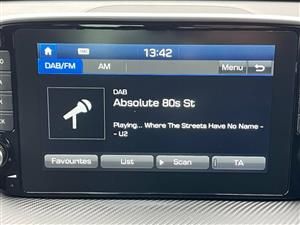 13:42
DAB/FM AM Menu
DAB
Absolute 80s St
Playing... Where The Streets Have No Name -
- U2
Favourites List Scan TA